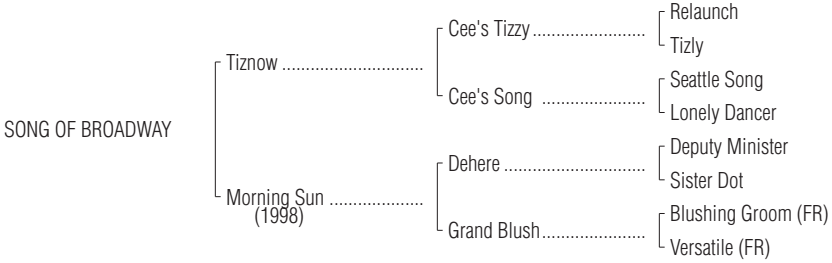 Relaunch
Cee's Tizzy........................
Tizly
Tiznow ..............................
Seattle Song
Cee's Song ......................
Lonely Dancer
SONG OF BROADWAY
Deputy Minister
Dehere ..............................
Sister Dot
Morning Sun ....................
(1998)
Blushing Groom (FR)
Grand Blush......................
Versatile (FR)